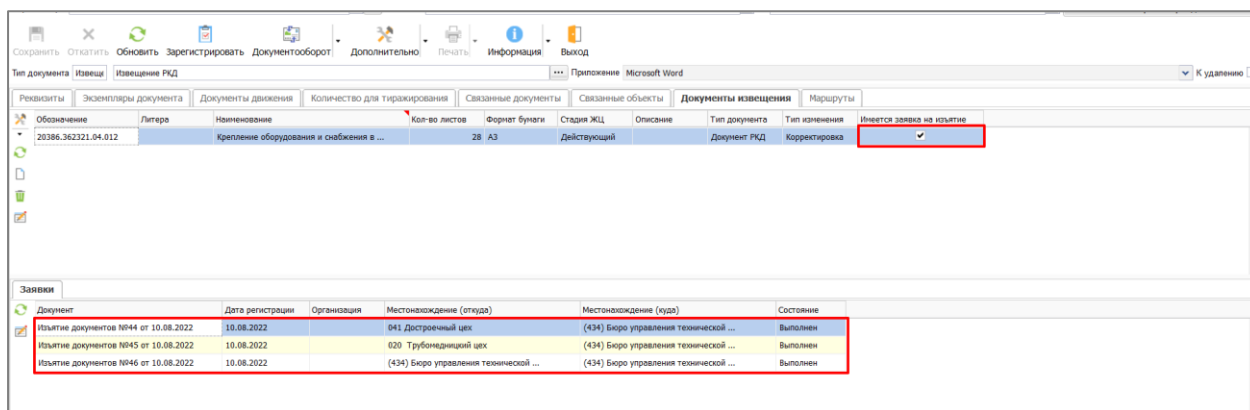 Сохранить Откатить Обновить Зарегистрировать Документооборот Дополнительно Печать Информация Выход
Тип документа Извещ Извещение РКД ... Приложение Microsoft Word К удалению
Реквизиты Экземпляры документа Документы движения Количество для тиражирования Связанные документы Связанные объекты Документы извещения Маршруты
Обозначение Литера Наименование Кол-во листов Формат бумаги Стадия ЖЦ Описание Тип документа Тип изменения Имеется заявка на изъятие
20386.362321.04.012 Крепление оборудования и снабжения в ... 28 А3 Действующий Документ РКД Корректировка
Заявки
Документ Дата регистрации Организация Местонахождение (откуда) Местонахождение (куда) Состояние
Изъятие документов №44 от 10.08.2022 10.08.2022 041 Достроечный цех (434) Бюро управления технической ... Выполнен
Изъятие документов №45 от 10.08.2022 10.08.2022 020 Трубомедницкий цех (434) Бюро управления технической ... Выполнен
Изъятие документов №46 от 10.08.2022 10.08.2022 (434) Бюро управления технической ... (434) Бюро управления технической ... Выполнен